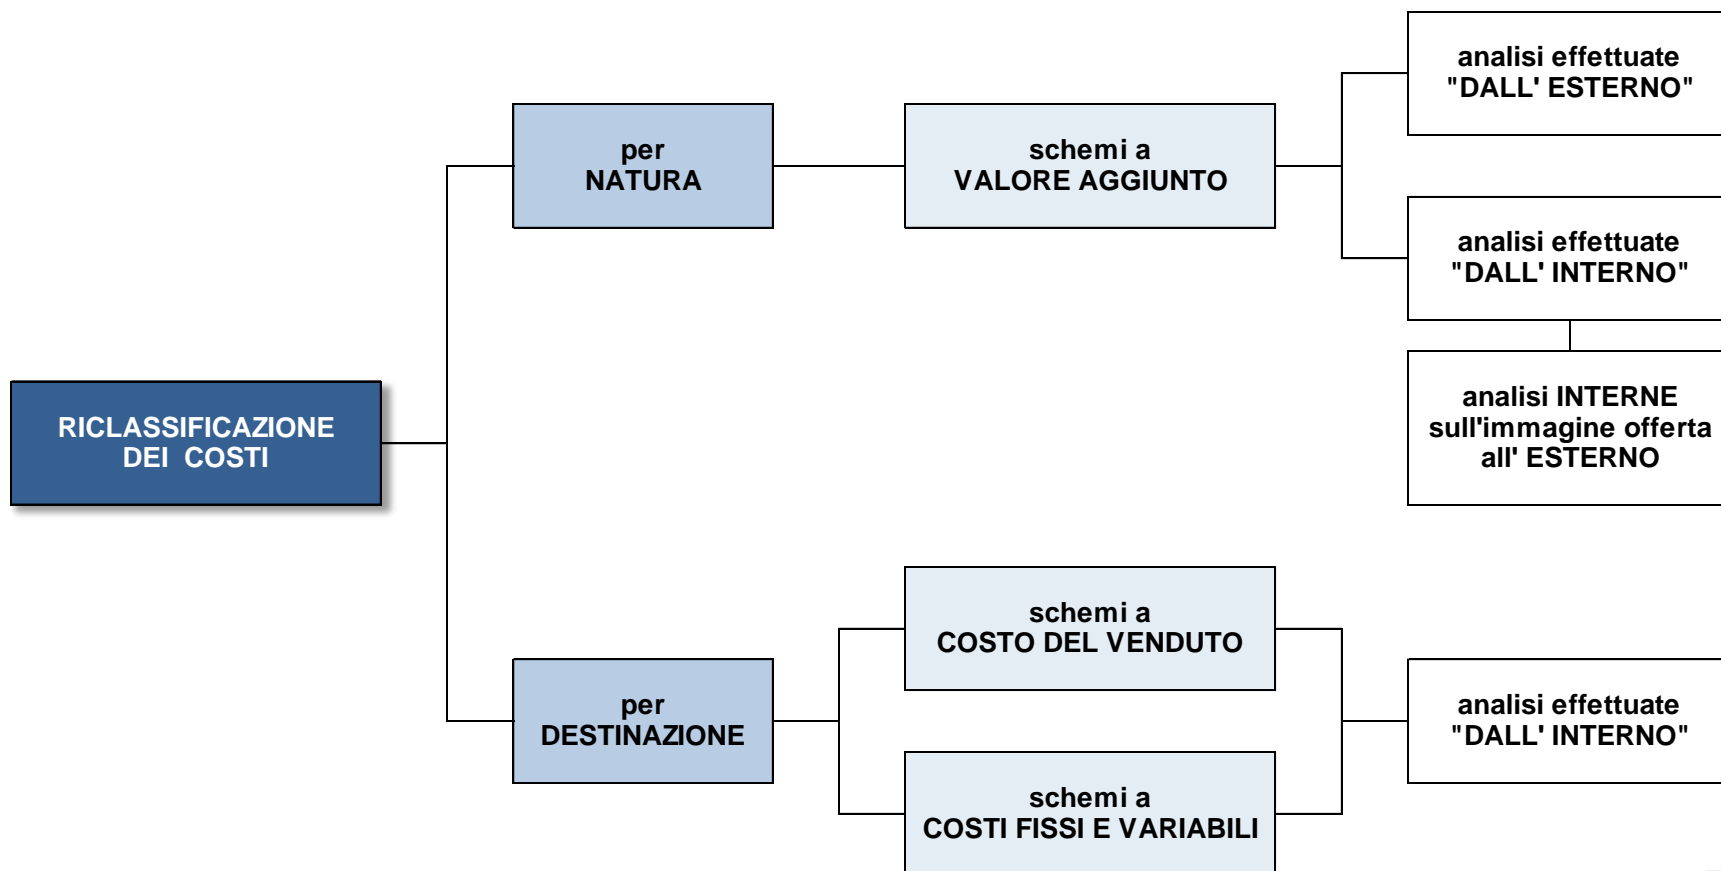 analisi effettuate
"DALL' ESTERNO"
per
NATURA
schemi a
VALORE AGGIUNTO
analisi effettuate
"DALL' INTERNO"
RICLASSIFICAZIONE
DEI  COSTI
analisi INTERNE
sull'immagine offerta
all' ESTERNO
schemi a
COSTO DEL VENDUTO
per
DESTINAZIONE
analisi effettuate
"DALL' INTERNO"
schemi a
COSTI FISSI E VARIABILI